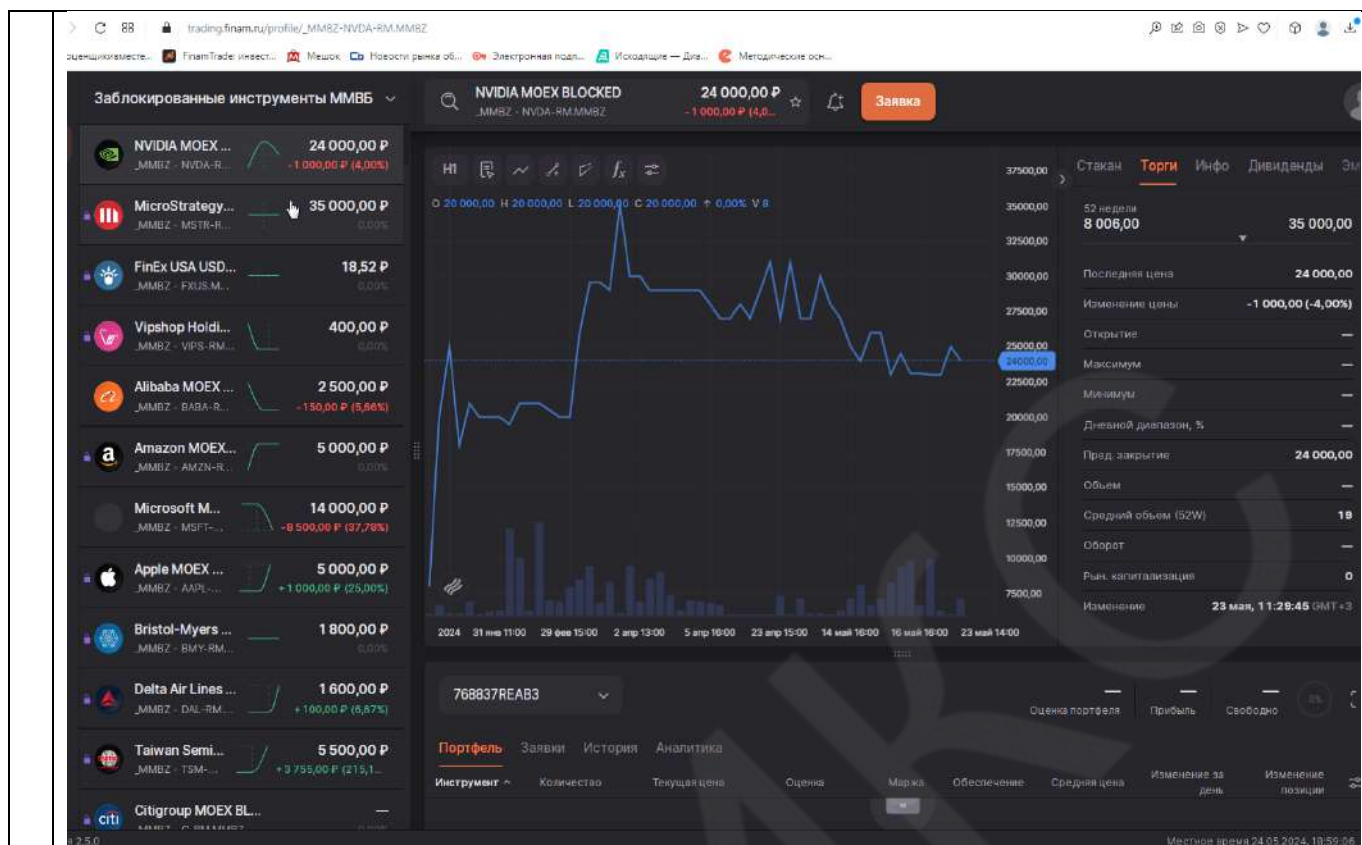 trading.finam.ru/profile/_MMBZ-NVDA-RM.MMBZ
оценщикивместе... FinamTrade: инвест... Мешок Новости рынка об... Электронная подп... Исходящие — Дие... Методические осн...
Заблокированные инструменты ММВБ
NVIDIA MOEX BLOCKED 24 000,00 ₽
_MMBZ - NVDA-RM.MMBZ -1 000,00 ₽ (4,0...
Заявка
NVIDIA MOEX ... 24 000,00 ₽
_MMBZ - NVDA-R... -1 000,00 ₽ (4,00%)
MicroStrategy... 35 000,00 ₽
_MMBZ - MSTR-R... 0,00%
FinEx USA USD... 18,52 ₽
_MMBZ - FXUS.M... 0,00%
Vipshop Holdi... 400,00 ₽
_MMBZ - VIPS-RM... 0,00%
Alibaba MOEX ... 2 500,00 ₽
_MMBZ - BABA-R... -150,00 ₽ (5,66%)
Amazon MOEX... 5 000,00 ₽
_MMBZ - AMZN-R... 0,00%
Microsoft M... 14 000,00 ₽
_MMBZ - MSFT-... -8 500,00 ₽ (37,78%)
Apple MOEX ... 5 000,00 ₽
_MMBZ - AAPL-... +1 000,00 ₽ (25,00%)
Bristol-Myers ... 1 800,00 ₽
_MMBZ - BMY-RM... 0,00%
Delta Air Lines ... 1 600,00 ₽
_MMBZ - DAL-RM... +100,00 ₽ (6,67%)
Taiwan Semi... 5 500,00 ₽
_MMBZ - TSM-... +3 755,00 ₽ (215,1...
Citigroup MOEX BL... —
H1
O 20 000,00 H 20 000,00 L 20 000,00 C 20 000,00 ↑ 0,00% V 8
37500,00
35000,00
32500,00
30000,00
27500,00
25000,00
24000,00
22500,00
20000,00
17500,00
15000,00
12500,00
10000,00
7500,00
2024 31 янв 11:00 29 фев 15:00 2 апр 13:00 5 апр 16:00 23 апр 15:00 14 май 16:00 16 май 16:00 23 май 14:00
Стакан Торги Инфо Дивиденды Эм
52 недели
8 006,00 35 000,00
Последняя цена 24 000,00
Изменение цены -1 000,00 (-4,00%)
Открытие —
Максимум —
Минимум —
Дневной диапазон, % —
Пред. закрытие 24 000,00
Объем —
Средний объем (52W) 19
Оборот —
Рын. капитализация 0
Изменение 23 мая, 11:29:45 GMT+3
768837REAB3
— — — 0%
Оценка портфеля Прибыль Свободно
Портфель Заявки История Аналитика
Инструмент Количество Текущая цена Оценка Маржа Обеспечение Средняя цена Изменение за день Изменение позиции
2.5.0
Местное время 24.05.2024, 18:59:06
МКС